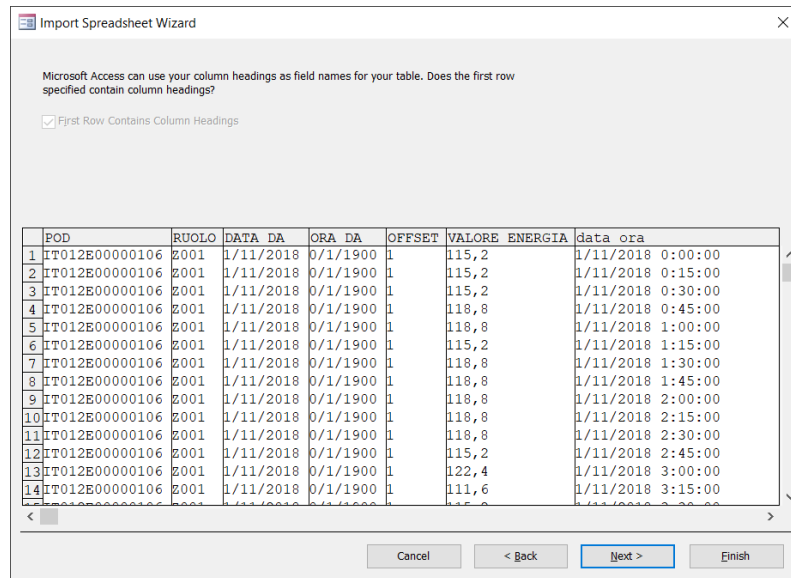 Import Spreadsheet Wizard
Microsoft Access can use your column headings as field names for your table. Does the first row
specified contain column headings?
First Row Contains Column Headings
POD RUOLO DATA DA ORA DA OFFSET VALORE ENERGIA data ora
1 IT012E00000106 Z001 1/11/2018 0/1/1900 1 115,2 1/11/2018 0:00:00
2 IT012E00000106 Z001 1/11/2018 0/1/1900 1 115,2 1/11/2018 0:15:00
3 IT012E00000106 Z001 1/11/2018 0/1/1900 1 115,2 1/11/2018 0:30:00
4 IT012E00000106 Z001 1/11/2018 0/1/1900 1 118,8 1/11/2018 0:45:00
5 IT012E00000106 Z001 1/11/2018 0/1/1900 1 118,8 1/11/2018 1:00:00
6 IT012E00000106 Z001 1/11/2018 0/1/1900 1 115,2 1/11/2018 1:15:00
7 IT012E00000106 Z001 1/11/2018 0/1/1900 1 118,8 1/11/2018 1:30:00
8 IT012E00000106 Z001 1/11/2018 0/1/1900 1 118,8 1/11/2018 1:45:00
9 IT012E00000106 Z001 1/11/2018 0/1/1900 1 118,8 1/11/2018 2:00:00
10 IT012E00000106 Z001 1/11/2018 0/1/1900 1 118,8 1/11/2018 2:15:00
11 IT012E00000106 Z001 1/11/2018 0/1/1900 1 118,8 1/11/2018 2:30:00
12 IT012E00000106 Z001 1/11/2018 0/1/1900 1 115,2 1/11/2018 2:45:00
13 IT012E00000106 Z001 1/11/2018 0/1/1900 1 122,4 1/11/2018 3:00:00
14 IT012E00000106 Z001 1/11/2018 0/1/1900 1 111,6 1/11/2018 3:15:00
Cancel < Back Next > Finish